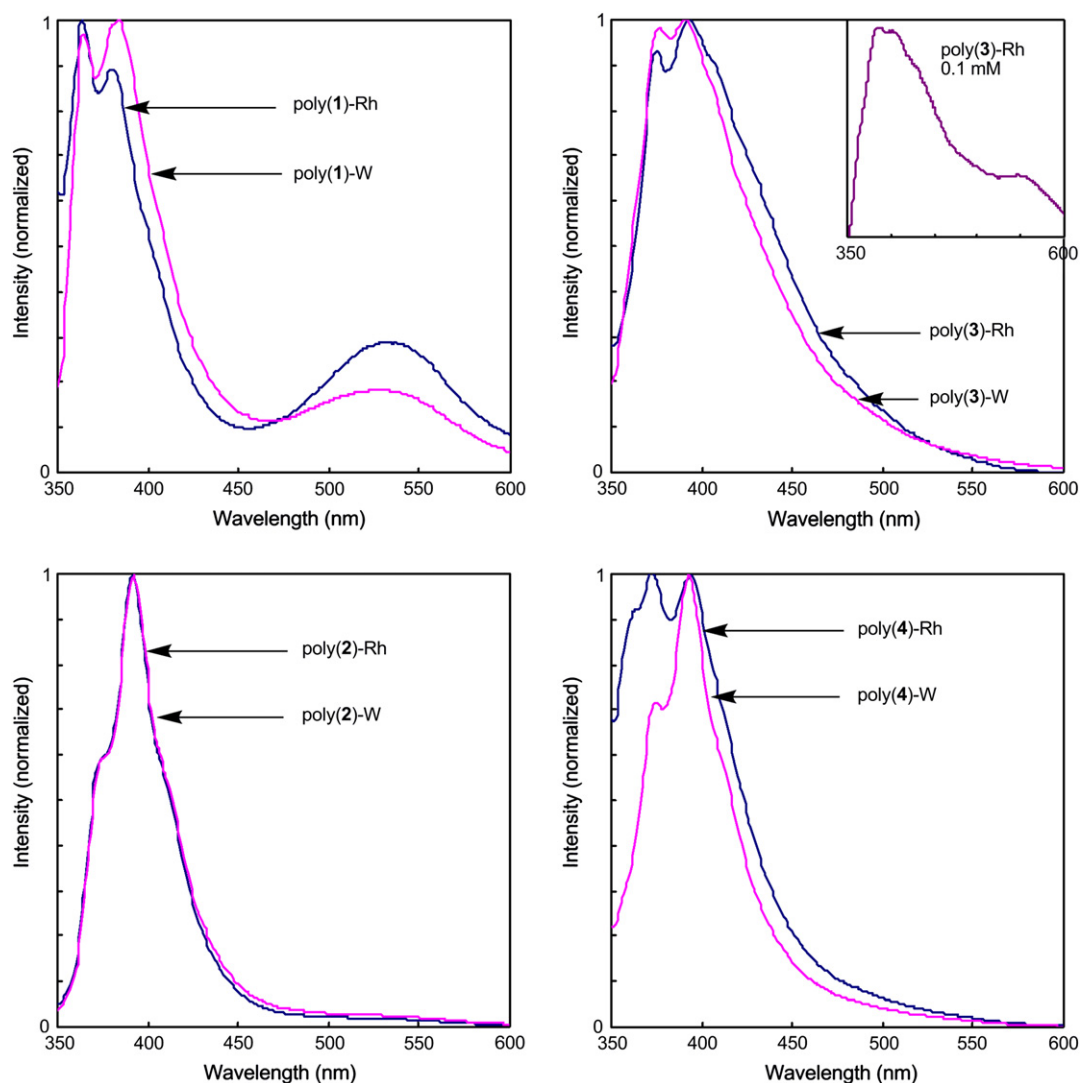 1
poly(1)-Rh
poly(1)-W
Intensity (normalized)
0
350 400 450 500 550 600
Wavelength (nm)
1
poly(3)-Rh
0.1 mM
350 600
poly(3)-Rh
poly(3)-W
Intensity (normalized)
0
350 400 450 500 550 600
Wavelength (nm)
1
poly(2)-Rh
poly(2)-W
Intensity (normalized)
0
350 400 450 500 550 600
Wavelength (nm)
1
poly(4)-Rh
poly(4)-W
Intensity (normalized)
0
350 400 450 500 550 600
Wavelength (nm)